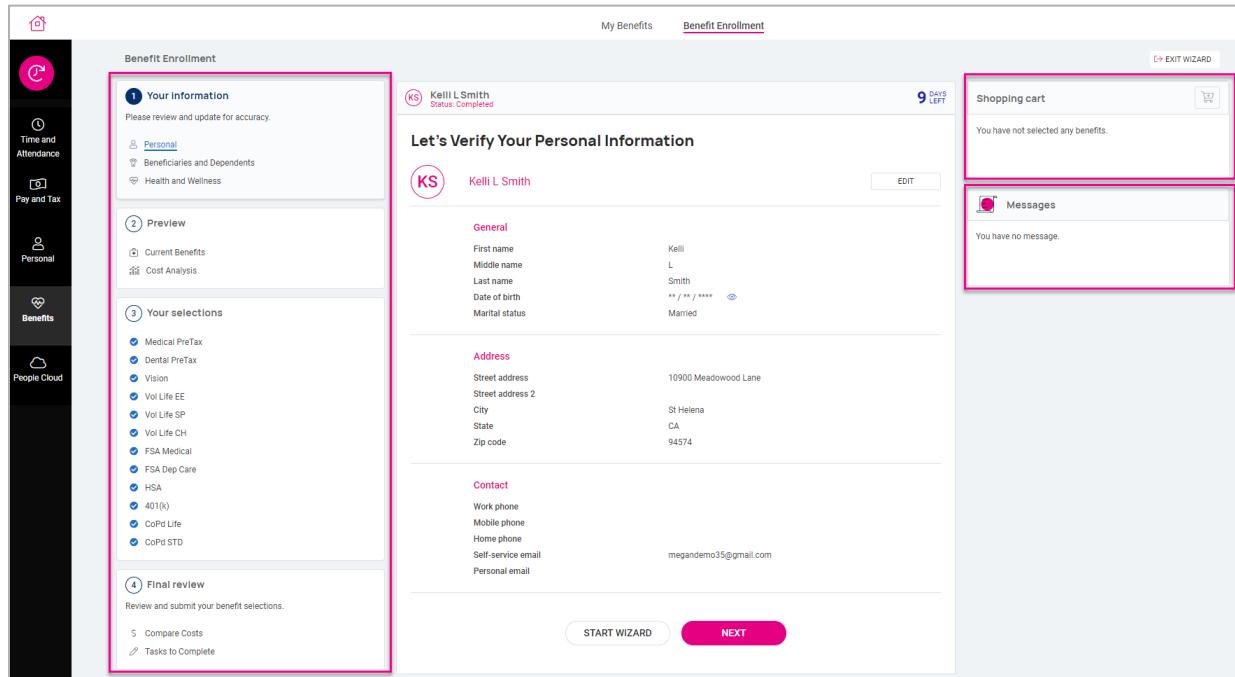 My Benefits
Benefit Enrollment
Time and
Attendance
Pay and Tax
Personal
Benefits
People Cloud
Benefit Enrollment
EXIT WIZARD
1 Your information
Please review and update for accuracy.
Personal
Beneficiaries and Dependents
Health and Wellness
2 Preview
Current Benefits
Cost Analysis
3 Your selections
Medical PreTax
Dental PreTax
Vision
Vol Life EE
Vol Life SP
Vol Life CH
FSA Medical
FSA Dep Care
HSA
401(k)
CoPd Life
CoPd STD
4 Final review
Review and submit your benefit selections.
$ Compare Costs
Tasks to Complete
KS Kelli L Smith
Status: Completed
9 DAYS LEFT
Let's Verify Your Personal Information
KS Kelli L Smith
EDIT
General
First name Kelli
Middle name L
Last name Smith
Date of birth ** / ** / ****
Marital status Married
Address
Street address 10900 Meadowood Lane
Street address 2
City St Helena
State CA
Zip code 94574
Contact
Work phone
Mobile phone
Home phone
Self-service email megandemo35@gmail.com
Personal email
START WIZARD
NEXT
Shopping cart
You have not selected any benefits.
Messages
You have no message.